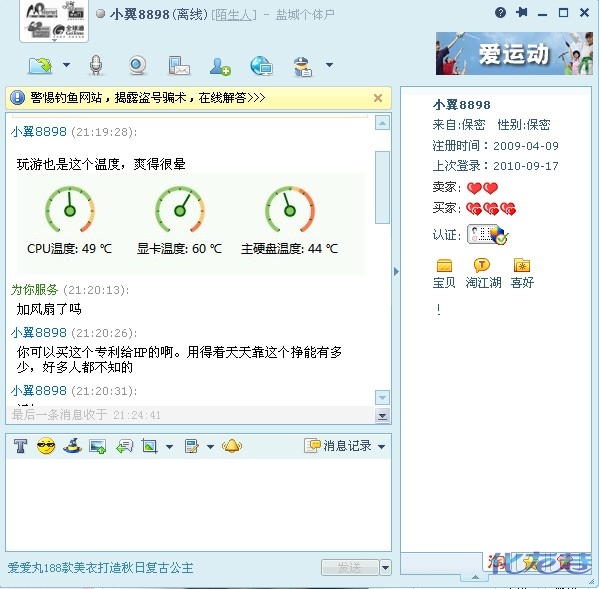 小翼8898(离线) [陌生人] - 盐城个体户
爱运动
警惕钓鱼网站，揭露盗号骗术，在线解答>>>
小翼8898 (21:19:28):
玩游也是这个温度，爽得很晕
CPU温度: 49 ℃ 显卡温度: 60 ℃ 主硬盘温度: 44 ℃
为你服务 (21:20:13):
加风扇了吗
小翼8898 (21:20:26):
你可以买这个专利给HP的啊。用得着天天靠这个挣能有多
少，好多人都不知的
小翼8898 (21:20:31):
最后一条消息收于 21:24:41
消息记录
爱爱丸188款美衣打造秋日复古公主
发送
小翼8898
来自:保密 性别:保密
注册时间：2009-04-09
上次登录：2010-09-17
卖家:
买家:
认证:
宝贝 淘江湖 喜好
！
淘
化龙巷